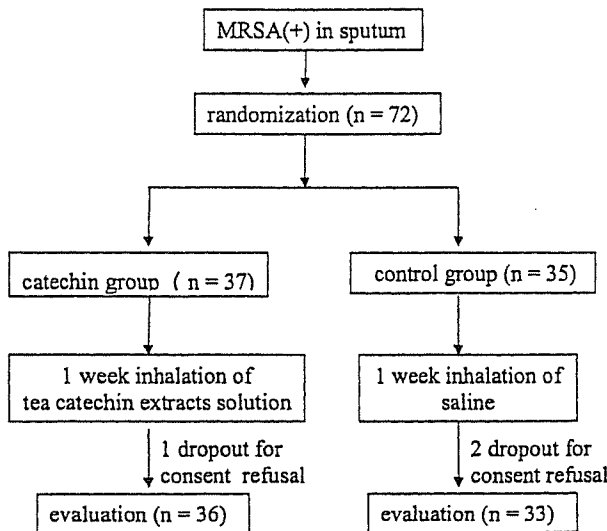 MRSA(+) in sputum
randomization (n = 72)
catechin group ( n = 37)
control group (n = 35)
1 week inhalation of
tea catechin extracts solution
1 week inhalation of
saline
1 dropout for
consent refusal
2 dropout for
consent refusal
evaluation (n = 36)
evaluation (n = 33)